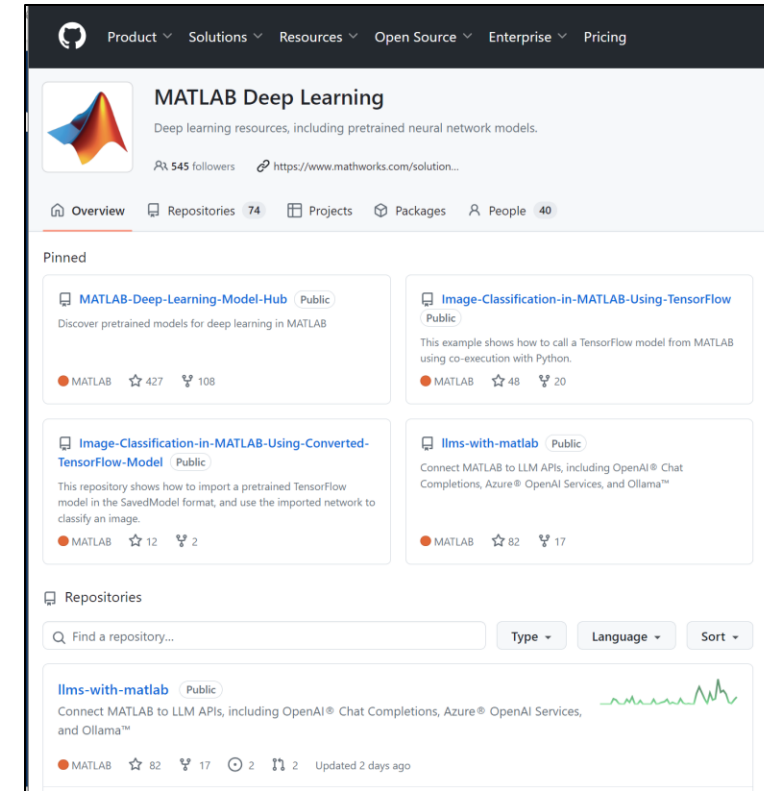 Product Solutions Resources Open Source Enterprise Pricing
MATLAB Deep Learning
Deep learning resources, including pretrained neural network models.
545 followers https://www.mathworks.com/solution...
Overview Repositories 74 Projects Packages People 40
Pinned
MATLAB-Deep-Learning-Model-Hub Public
Discover pretrained models for deep learning in MATLAB
MATLAB 427 108
Image-Classification-in-MATLAB-Using-TensorFlow
Public
This example shows how to call a TensorFlow model from MATLAB
using co-execution with Python.
MATLAB 48 20
Image-Classification-in-MATLAB-Using-Converted-
TensorFlow-Model Public
This repository shows how to import a pretrained TensorFlow
model in the SavedModel format, and use the imported network to
classify an image.
MATLAB 12 2
llms-with-matlab Public
Connect MATLAB to LLM APIs, including OpenAI® Chat
Completions, Azure® OpenAI Services, and Ollama™
MATLAB 82 17
Repositories
Find a repository...
Type Language Sort
llms-with-matlab Public
Connect MATLAB to LLM APIs, including OpenAI® Chat Completions, Azure® OpenAI Services,
and Ollama™
MATLAB 82 17 2 2 Updated 2 days ago